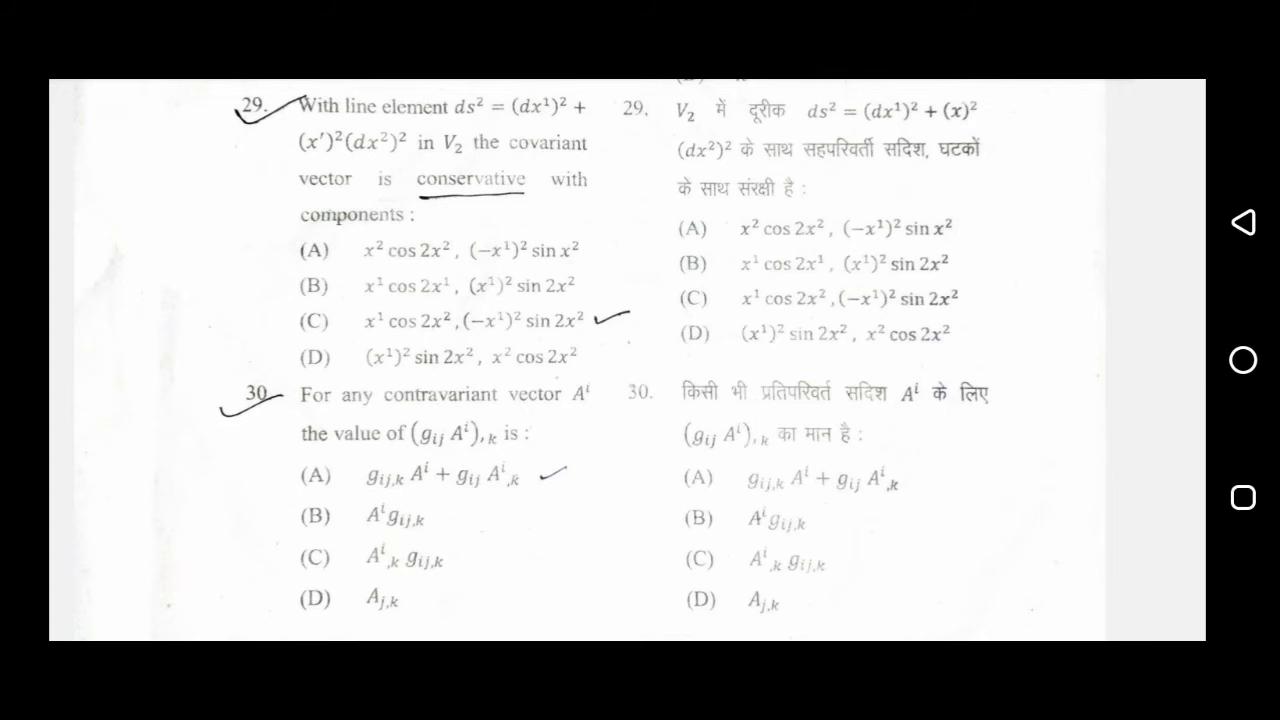 29. With line element ds² = (dx¹)² +
(x′)²(dx²)² in V₂ the covariant
vector is conservative with
components :
(A) x² cos 2x² , (−x¹)² sin x²
(B) x¹ cos 2x¹ , (x¹)² sin 2x²
(C) x¹ cos 2x² ,(−x¹)² sin 2x²
(D) (x¹)² sin 2x² , x² cos 2x²
30. For any contravariant vector Aⁱ
the value of (gᵢⱼ Aⁱ),ₖ is :
(A) gᵢⱼ,ₖ Aⁱ + gᵢⱼ Aⁱ,ₖ
(B) Aⁱgᵢⱼ,ₖ
(C) Aⁱ,ₖ gᵢⱼ,ₖ
(D) Aⱼ,ₖ
29. V₂ में दूरीक ds² = (dx¹)² + (x)²
(dx²)² के साथ सहपरिवर्ती सदिश, घटकों
के साथ संरक्षी है :
(A) x² cos 2x² , (−x¹)² sin x²
(B) x¹ cos 2x¹ , (x¹)² sin 2x²
(C) x¹ cos 2x² ,(−x¹)² sin 2x²
(D) (x¹)² sin 2x² , x² cos 2x²
30. किसी भी प्रतिपरिवर्त सदिश Aⁱ के लिए
(gᵢⱼ Aⁱ),ₖ का मान है :
(A) gᵢⱼ,ₖ Aⁱ + gᵢⱼ Aⁱ,ₖ
(B) Aⁱgᵢⱼ,ₖ
(C) Aⁱ,ₖ gᵢⱼ,ₖ
(D) Aⱼ,ₖ